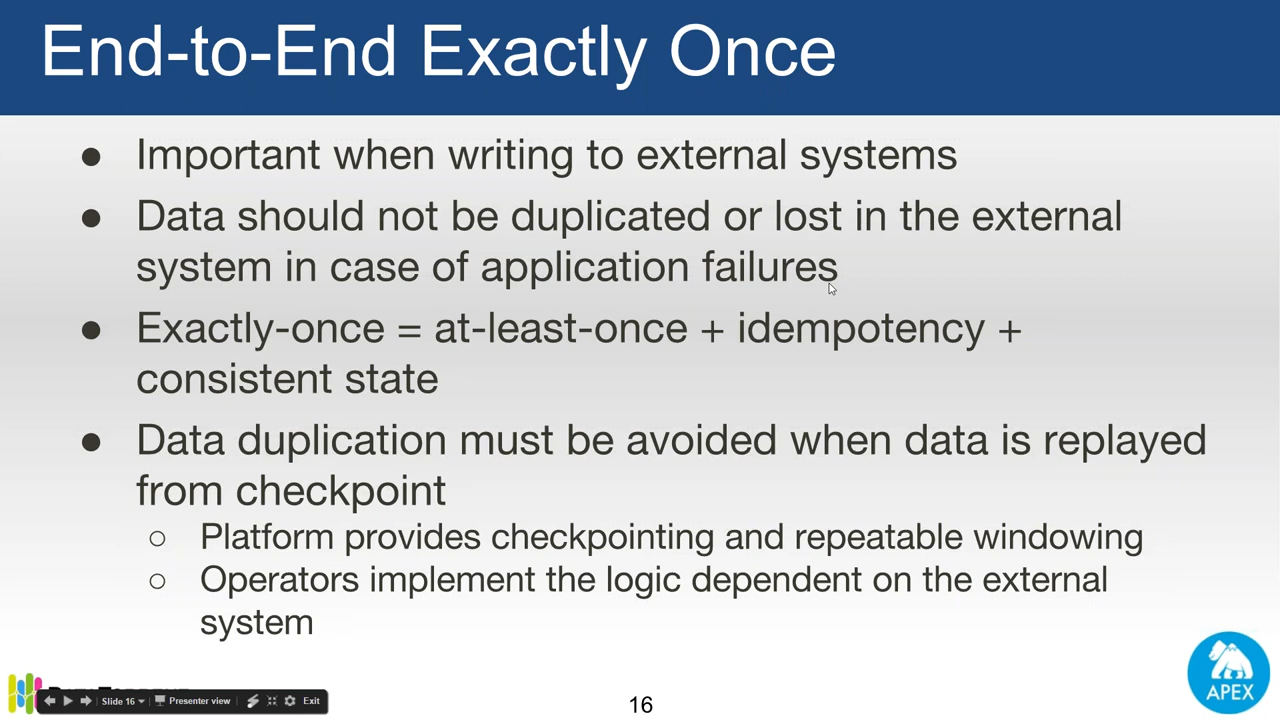 End-to-End Exactly Once
● Important when writing to external systems
● Data should not be duplicated or lost in the external
system in case of application failures
● Exactly-once = at-least-once + idempotency +
consistent state
● Data duplication must be avoided when data is replayed
from checkpoint
○ Platform provides checkpointing and repeatable windowing
○ Operators implement the logic dependent on the external
system
Slide 16 Presenter view Exit
16
APEX